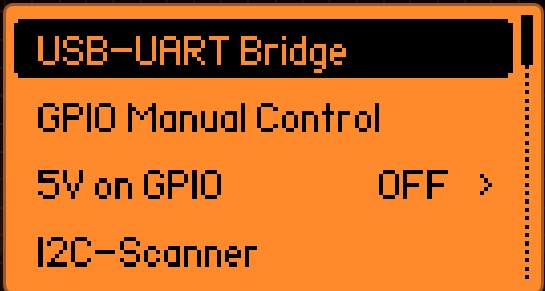 USB-UART Bridge
GPIO Manual Control
5V on GPIO OFF >
I2C-Scanner